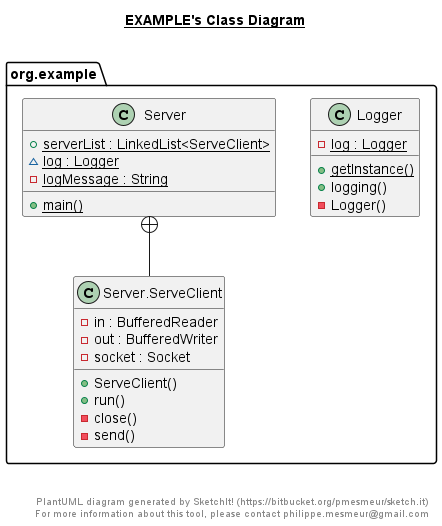 EXAMPLE's Class Diagram
org.example
C Server
serverList : LinkedList<ServeClient>
log : Logger
logMessage : String
main()
C Logger
log : Logger
getInstance()
logging()
Logger()
C Server.ServeClient
in : BufferedReader
out : BufferedWriter
socket : Socket
ServeClient()
run()
close()
send()
PlantUML diagram generated by SketchIt! (https://bitbucket.org/pmesmeur/sketch.it)
For more information about this tool, please contact philippe.mesmeur@gmail.com